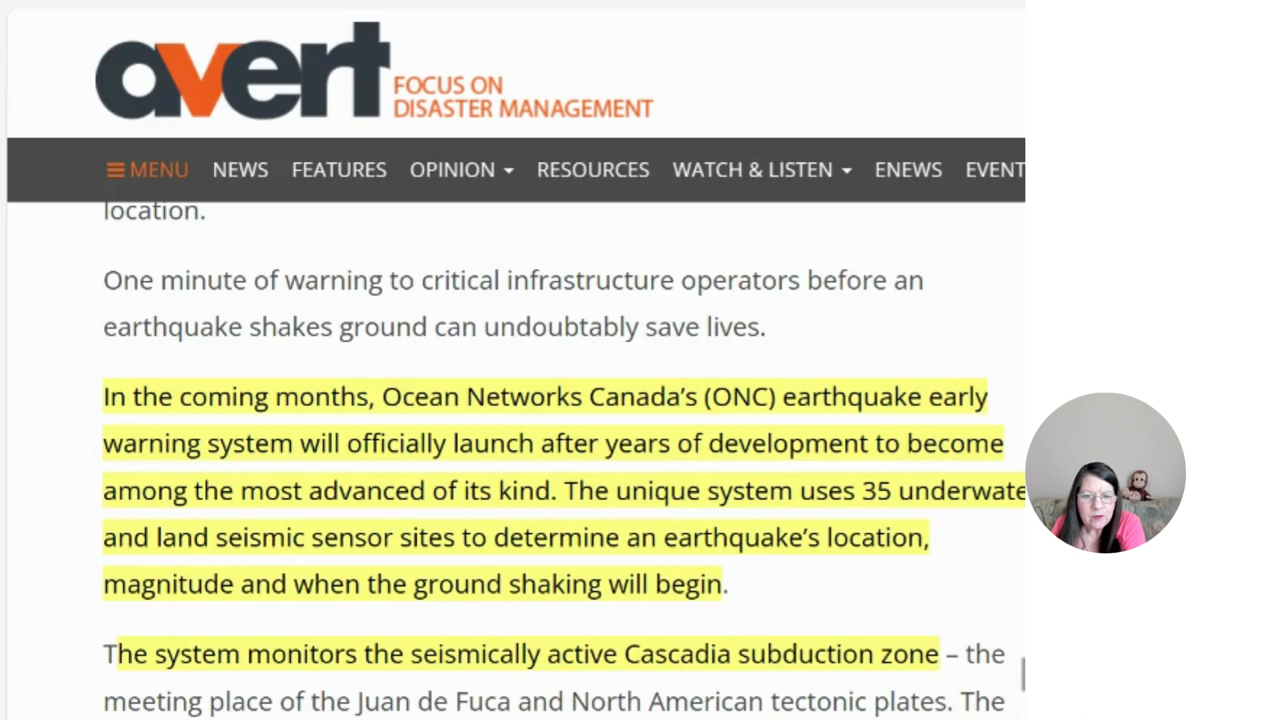 avert
FOCUS ON
DISASTER MANAGEMENT
MENU NEWS FEATURES OPINION RESOURCES WATCH & LISTEN ENEWS EVENT
location.
One minute of warning to critical infrastructure operators before an
earthquake shakes ground can undoubtably save lives.
In the coming months, Ocean Networks Canada’s (ONC) earthquake early
warning system will officially launch after years of development to become
among the most advanced of its kind. The unique system uses 35 underwate
and land seismic sensor sites to determine an earthquake’s location,
magnitude and when the ground shaking will begin.
The system monitors the seismically active Cascadia subduction zone – the
meeting place of the Juan de Fuca and North American tectonic plates. The